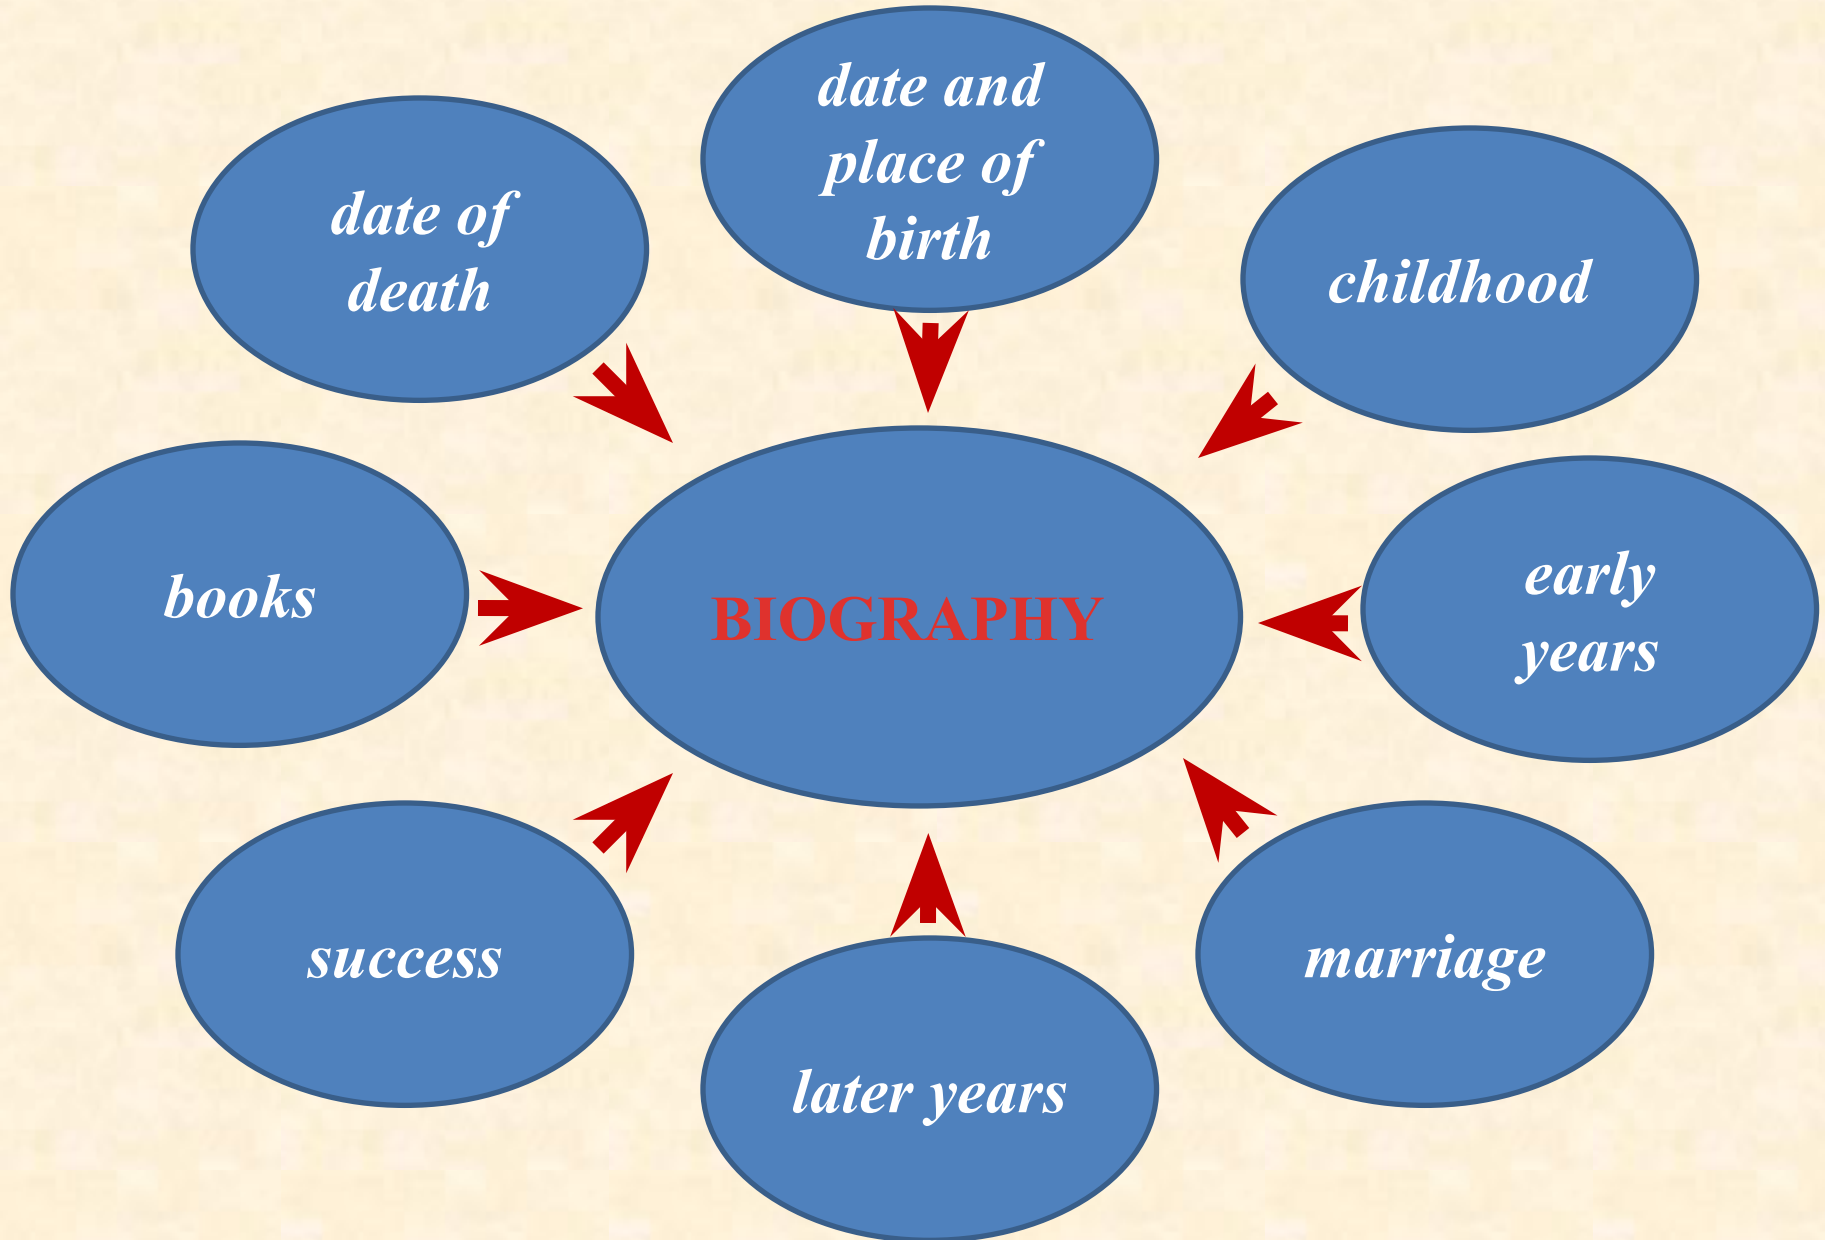 date and
place of
birth
date of
death
childhood
books
BIOGRAPHY
early
years
success
marriage
later years